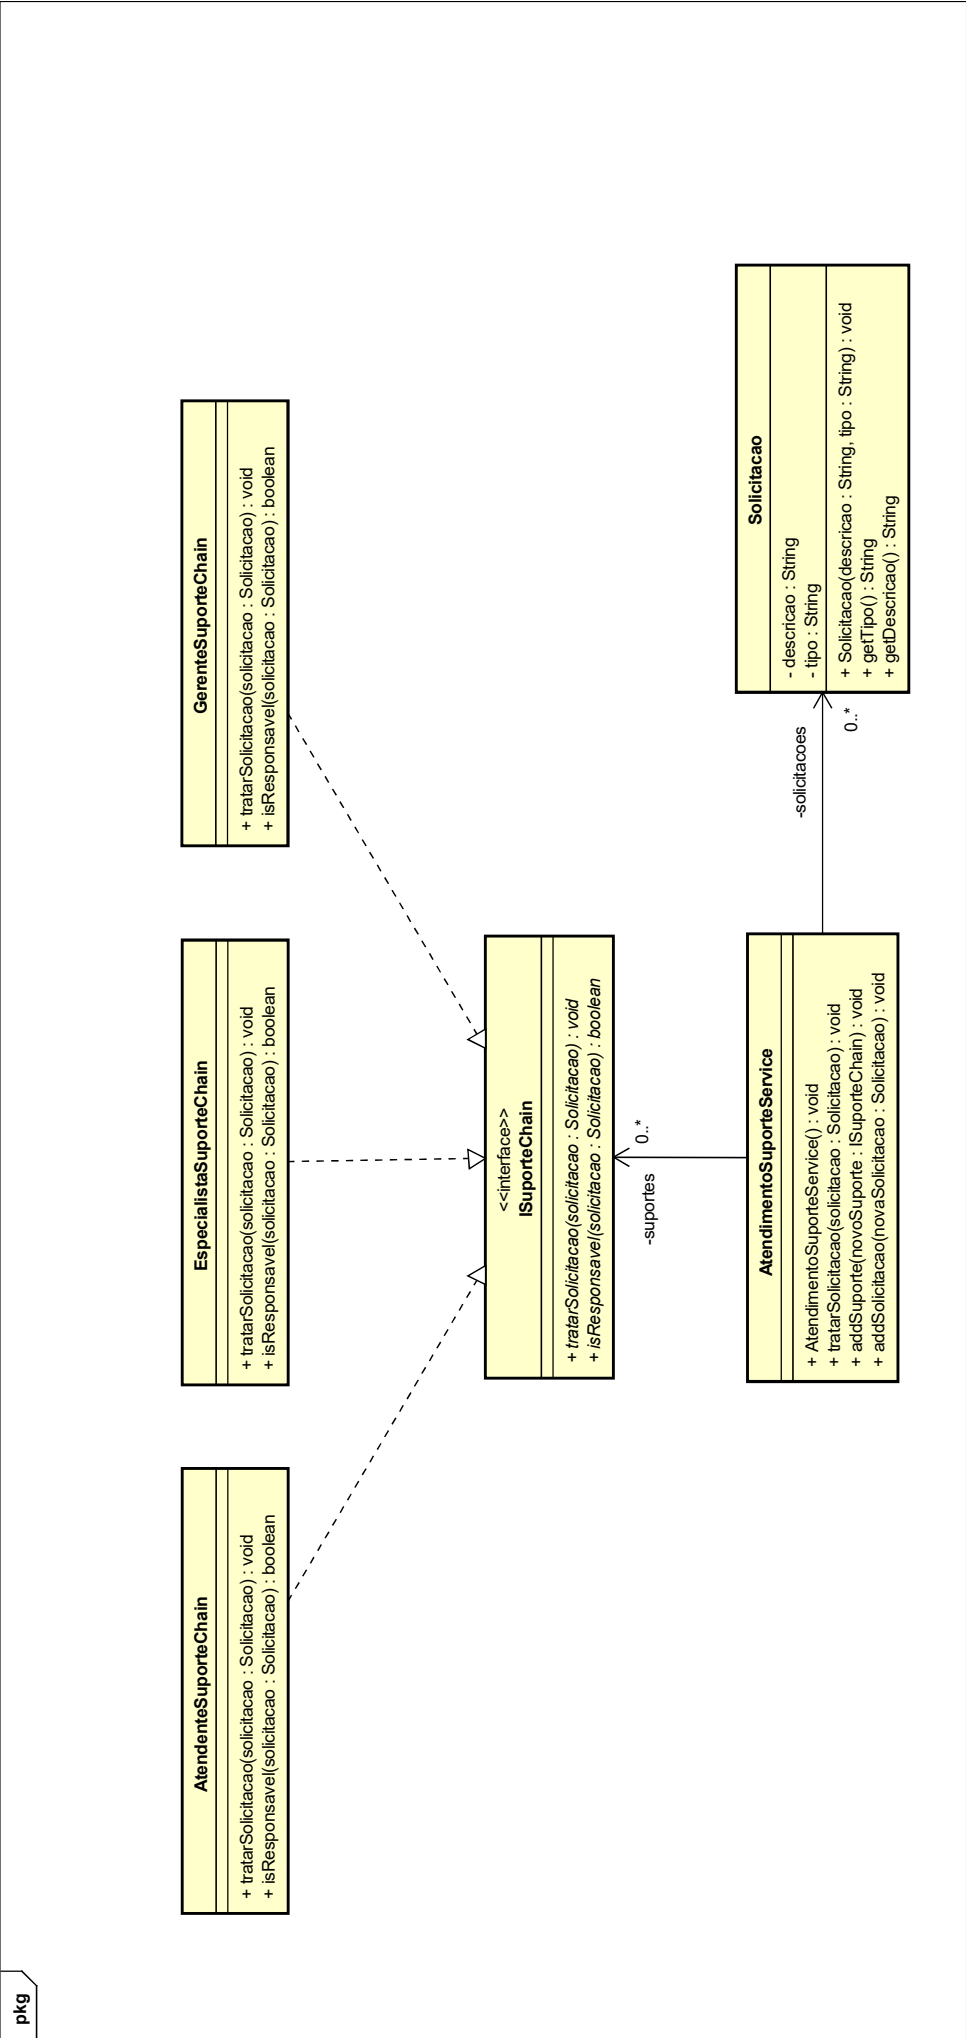 pkg
AtendenteSuporteChain
+ tratarSolicitacao(solicitacao : Solicitacao) : void
+ isResponsavel(solicitacao : Solicitacao) : boolean
EspecialistaSuporteChain
+ tratarSolicitacao(solicitacao : Solicitacao) : void
+ isResponsavel(solicitacao : Solicitacao) : boolean
GerenteSuporteChain
+ tratarSolicitacao(solicitacao : Solicitacao) : void
+ isResponsavel(solicitacao : Solicitacao) : boolean
<<interface>>
ISuporteChain
+ tratarSolicitacao(solicitacao : Solicitacao) : void
+ isResponsavel(solicitacao : Solicitacao) : boolean
-suportes
0..*
AtendimentoSuporteService
+ AtendimentoSuporteService() : void
+ tratarSolicitacao(solicitacao : Solicitacao) : void
+ addSuporte(novoSuporte : ISuporteChain) : void
+ addSolicitacao(novaSolicitacao : Solicitacao) : void
-solicitacoes
0..*
Solicitacao
- descricao : String
- tipo : String
+ Solicitacao(descricao : String, tipo : String) : void
+ getTipo() : String
+ getDescricao() : String